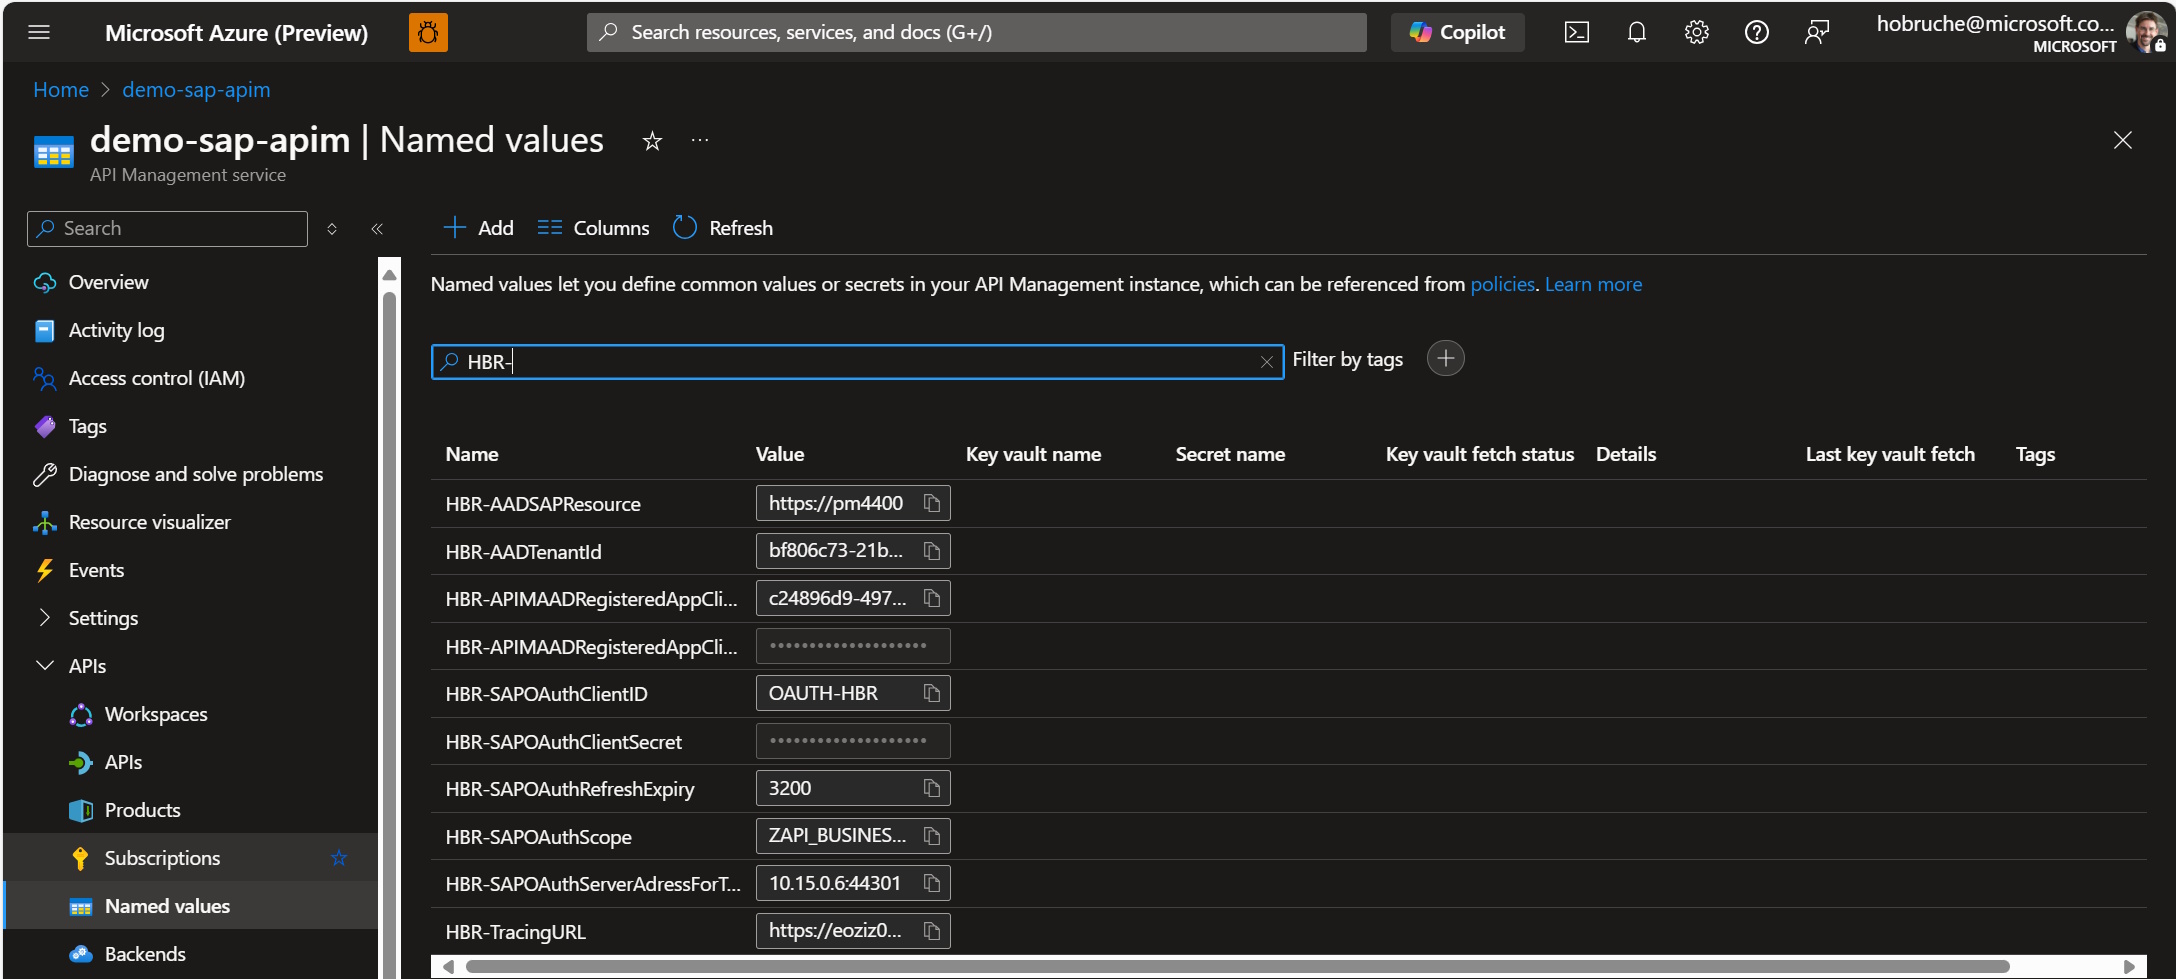 Microsoft Azure (Preview)
Search resources, services, and docs (G+/)
Copilot
hobruche@microsoft.co...
MICROSOFT
Home > demo-sap-apim
demo-sap-apim | Named values
API Management service
Search
Add
Columns
Refresh
Overview
Activity log
Access control (IAM)
Tags
Diagnose and solve problems
Resource visualizer
Events
Settings
APIs
Workspaces
APIs
Products
Subscriptions
Named values
Backends
Named values let you define common values or secrets in your API Management instance, which can be referenced from policies. Learn more
HBR-
Filter by tags
Name Value Key vault name Secret name Key vault fetch status Details Last key vault fetch Tags
HBR-AADSAPResource https://pm4400
HBR-AADTenantId bf806c73-21b...
HBR-APIMAADRegisteredAppCli... c24896d9-497...
HBR-APIMAADRegisteredAppCli... ••••••••••••••••••••
HBR-SAPOAuthClientID OAUTH-HBR
HBR-SAPOAuthClientSecret ••••••••••••••••••••
HBR-SAPOAuthRefreshExpiry 3200
HBR-SAPOAuthScope ZAPI_BUSINES...
HBR-SAPOAuthServerAdressForT... 10.15.0.6:44301
HBR-TracingURL https://eoziz0...